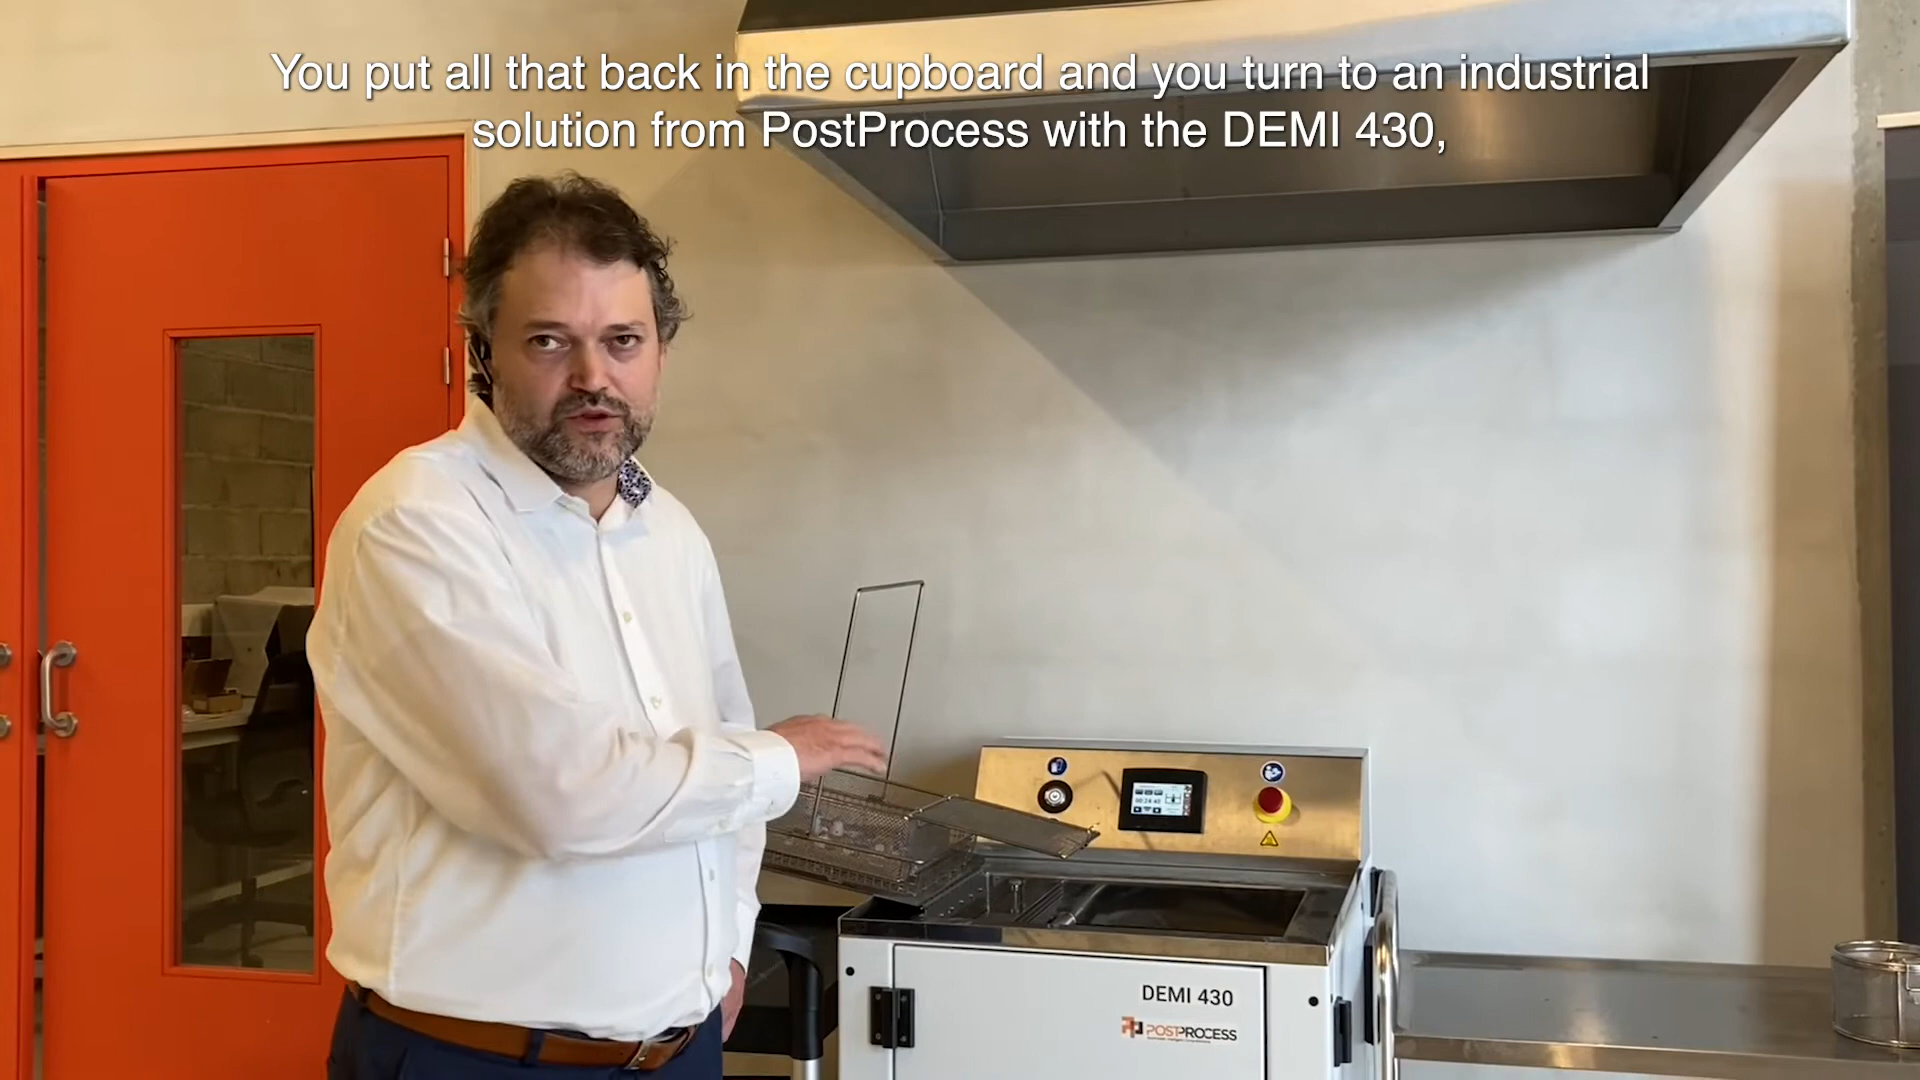 You put all that back in the cupboard and you turn to an industrial
solution from PostProcess with the DEMI 430,
DEMI 430
POSTPROCESS